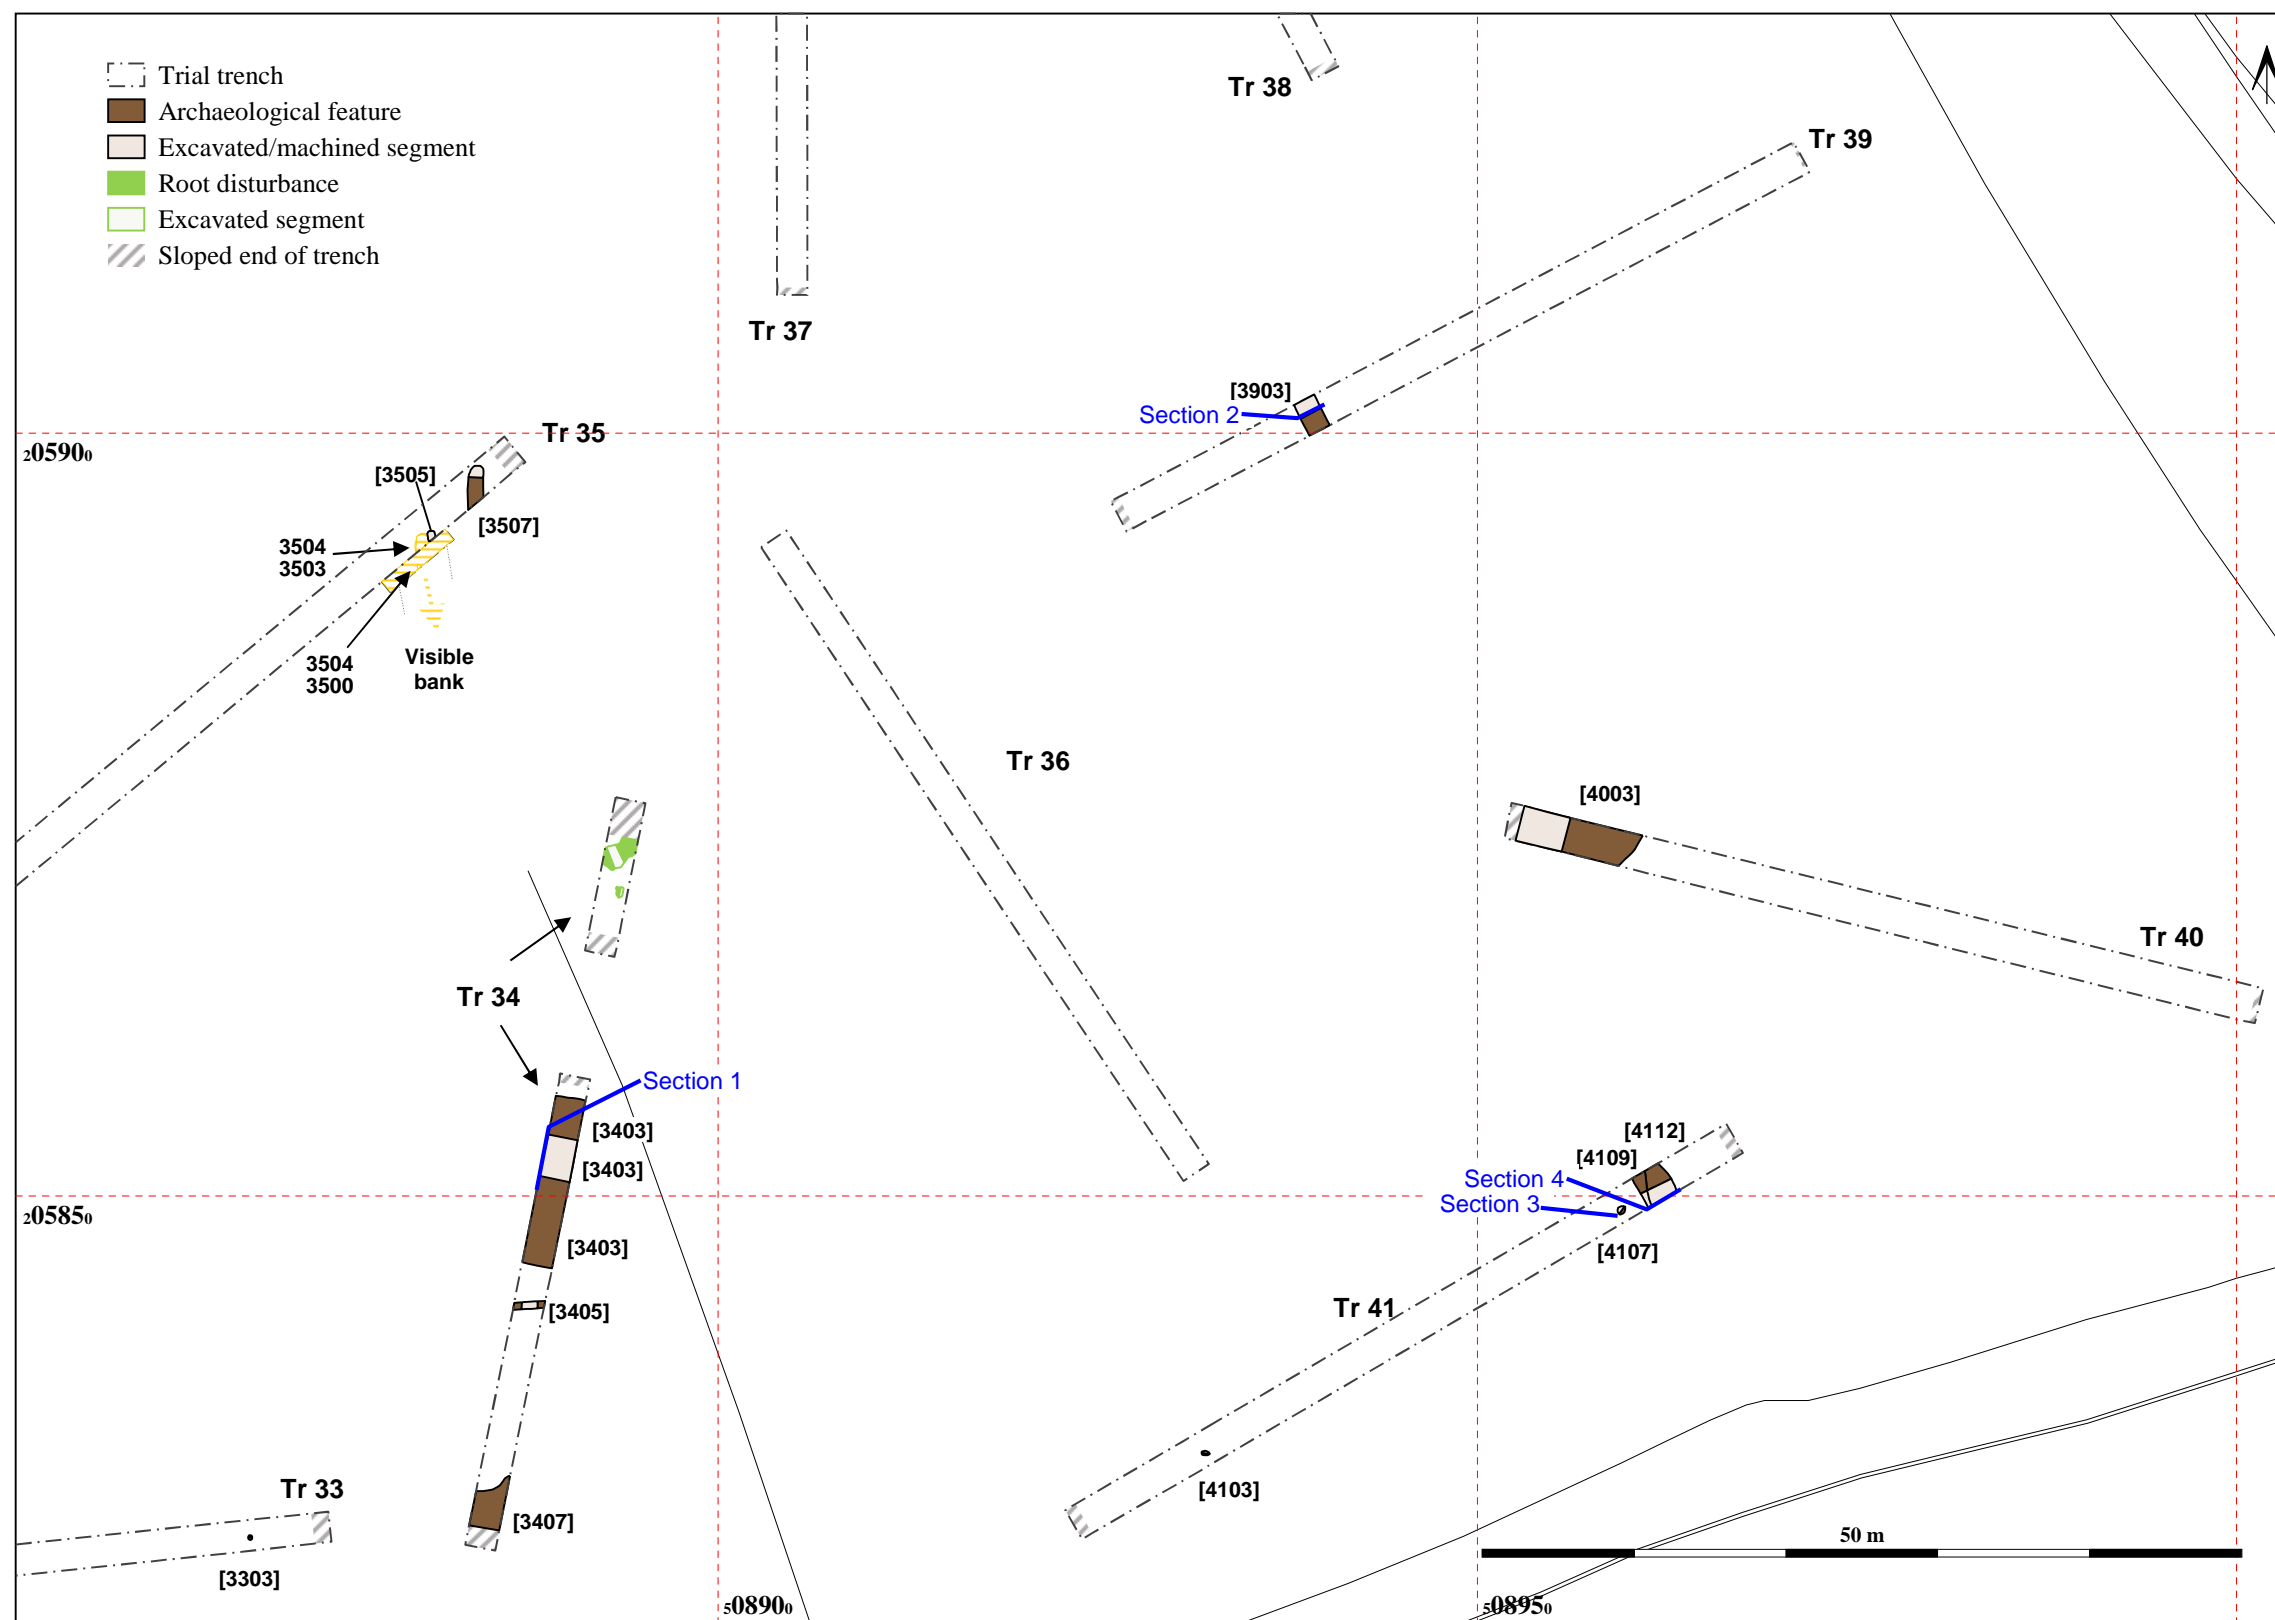 Trial trench
Archaeological feature
Excavated/machined segment
Root disturbance
Excavated segment
Sloped end of trench
Tr 38
Tr 39
Tr 37
[3903]
Section 2
Tr 35
205900
[3505]
[3507]
3504
3503
3504
3500
Visible
bank
Tr 36
[4003]
Tr 40
Tr 34
Section 1
[3403]
[3403]
[3403]
[3405]
[3407]
[4112]
[4109]
Section 4
Section 3
[4107]
205850
Tr 41
[4103]
Tr 33
[3303]
50 m
508900
508950